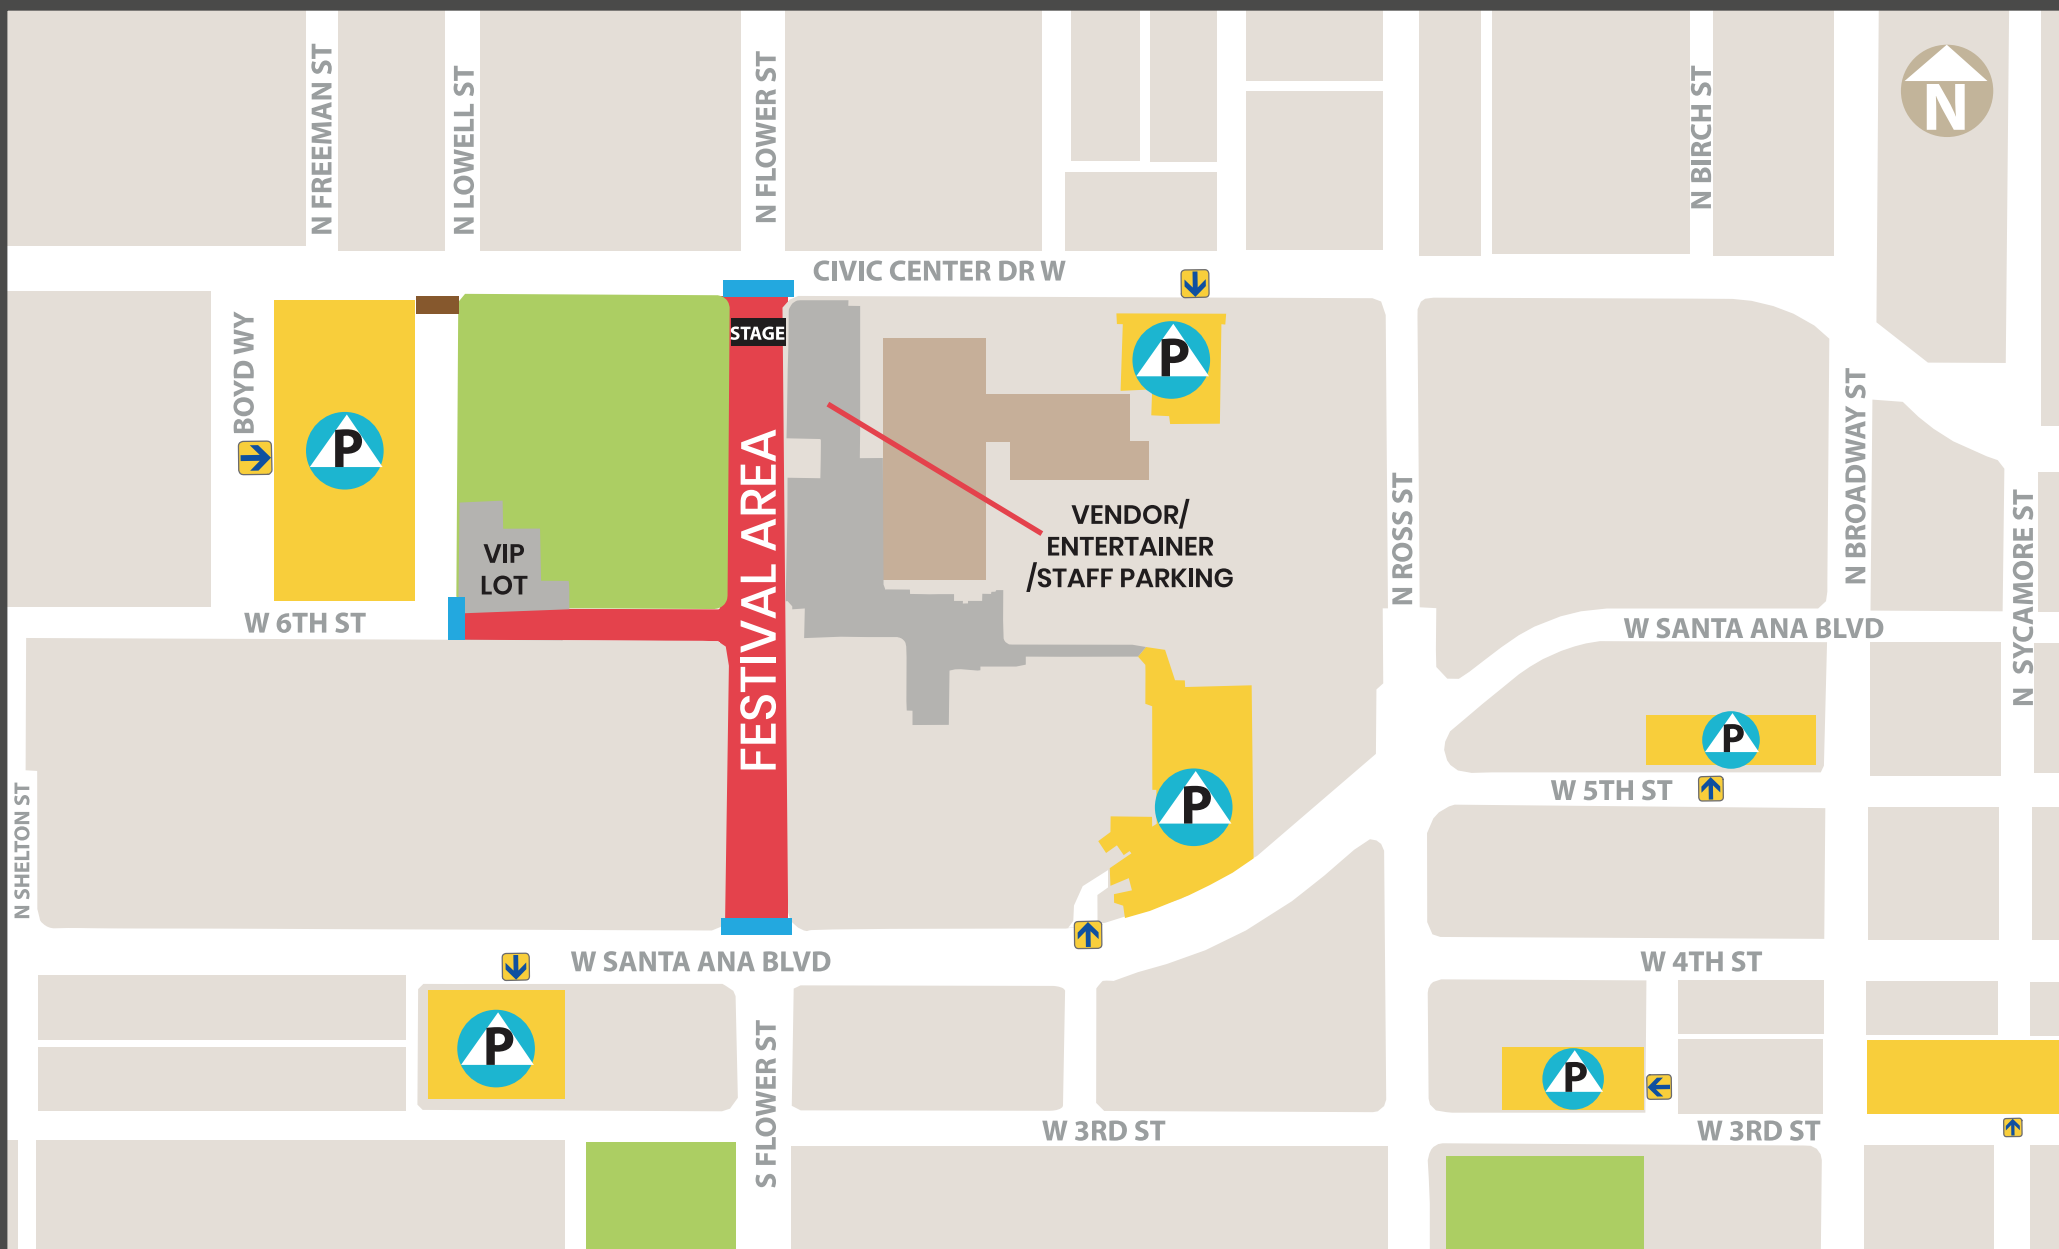 N FREEMAN ST
N LOWELL ST
N FLOWER ST
N BIRCH ST
N
CIVIC CENTER DR W
BOYD WY
STAGE
P
P
FESTIVAL AREA
VENDOR/
ENTERTAINER
/STAFF PARKING
VIP
LOT
N ROSS ST
N BROADWAY ST
N SYCAMORE ST
W 6TH ST
W SANTA ANA BLVD
P
W 5TH ST
P
N SHELTON ST
W SANTA ANA BLVD
W 4TH ST
P
S FLOWER ST
P
W 3RD ST
W 3RD ST